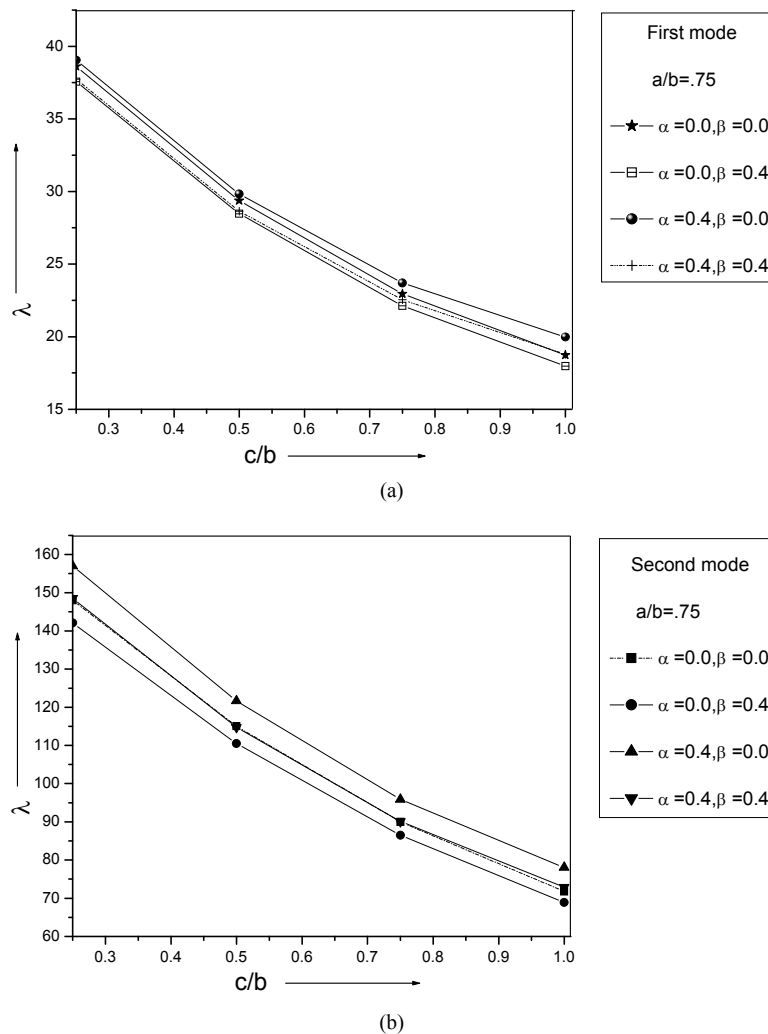 40
35
30
25
20
15
λ
0.3 0.4 0.5 0.6 0.7 0.8 0.9 1.0
c/b
First mode
a/b=.75
α =0.0,β =0.0
α =0.0,β =0.4
α =0.4,β =0.0
α =0.4,β =0.4
(a)
160
150
140
130
120
110
100
90
80
70
60
λ
0.3 0.4 0.5 0.6 0.7 0.8 0.9 1.0
c/b
Second mode
a/b=.75
α =0.0,β =0.0
α =0.0,β =0.4
α =0.4,β =0.0
α =0.4,β =0.4
(b)